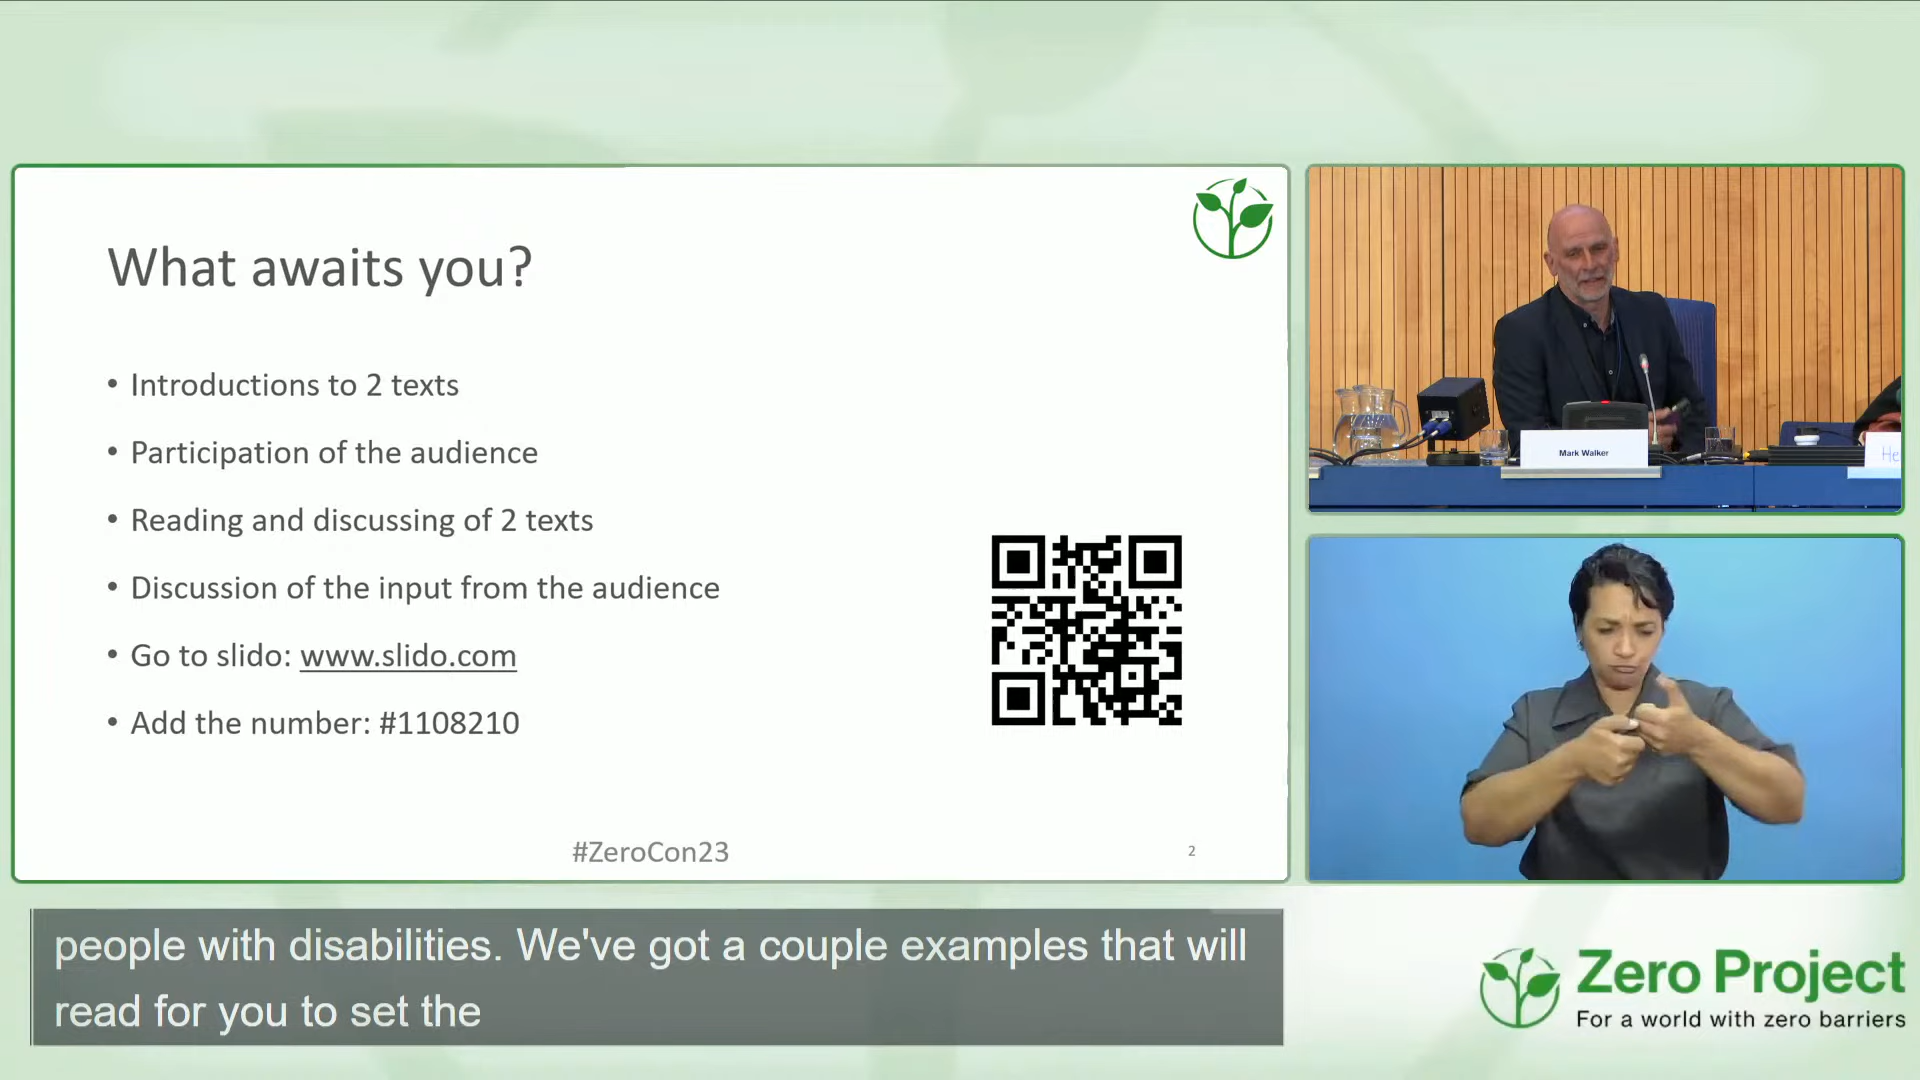 What awaits you?
• Introductions to 2 texts
• Participation of the audience
• Reading and discussing of 2 texts
• Discussion of the input from the audience
• Go to slido: www.slido.com
• Add the number: #1108210
#ZeroCon23
2
Mark Walker
He
people with disabilities. We've got a couple examples that will
read for you to set the
Zero Project
For a world with zero barriers